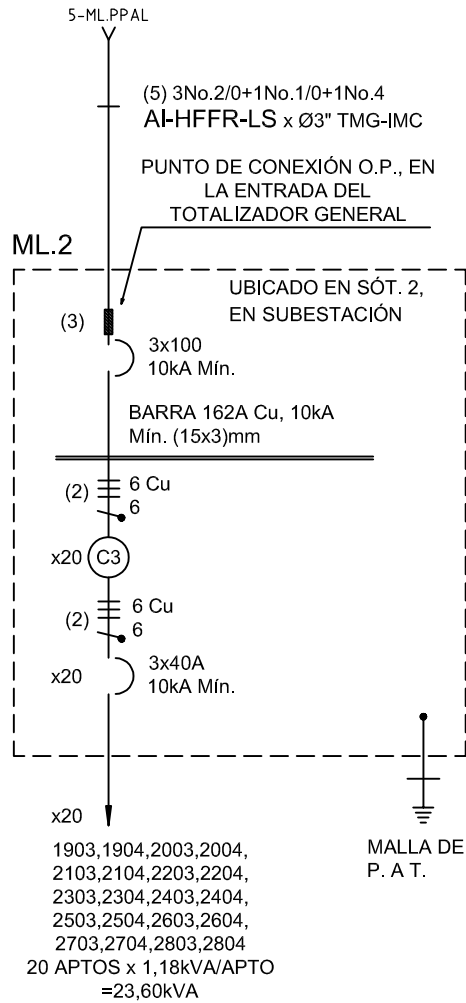 5-ML.PPAL
(5) 3No.2/0+1No.1/0+1No.4
AI-HFFR-LS x Ø3" TMG-IMC
PUNTO DE CONEXIÓN O.P., EN
LA ENTRADA DEL
TOTALIZADOR GENERAL
ML.2
UBICADO EN SÓT. 2,
EN SUBESTACIÓN
(3)
3x100
10kA Mín.
BARRA 162A Cu, 10kA
Mín. (15x3)mm
(2)
6 Cu
6
x20
C3
(2)
6 Cu
6
x20
3x40A
10kA Mín.
x20
MALLA DE
P. A T.
1903,1904,2003,2004,
2103,2104,2203,2204,
2303,2304,2403,2404,
2503,2504,2603,2604,
2703,2704,2803,2804
20 APTOS x 1,18kVA/APTO
=23,60kVA